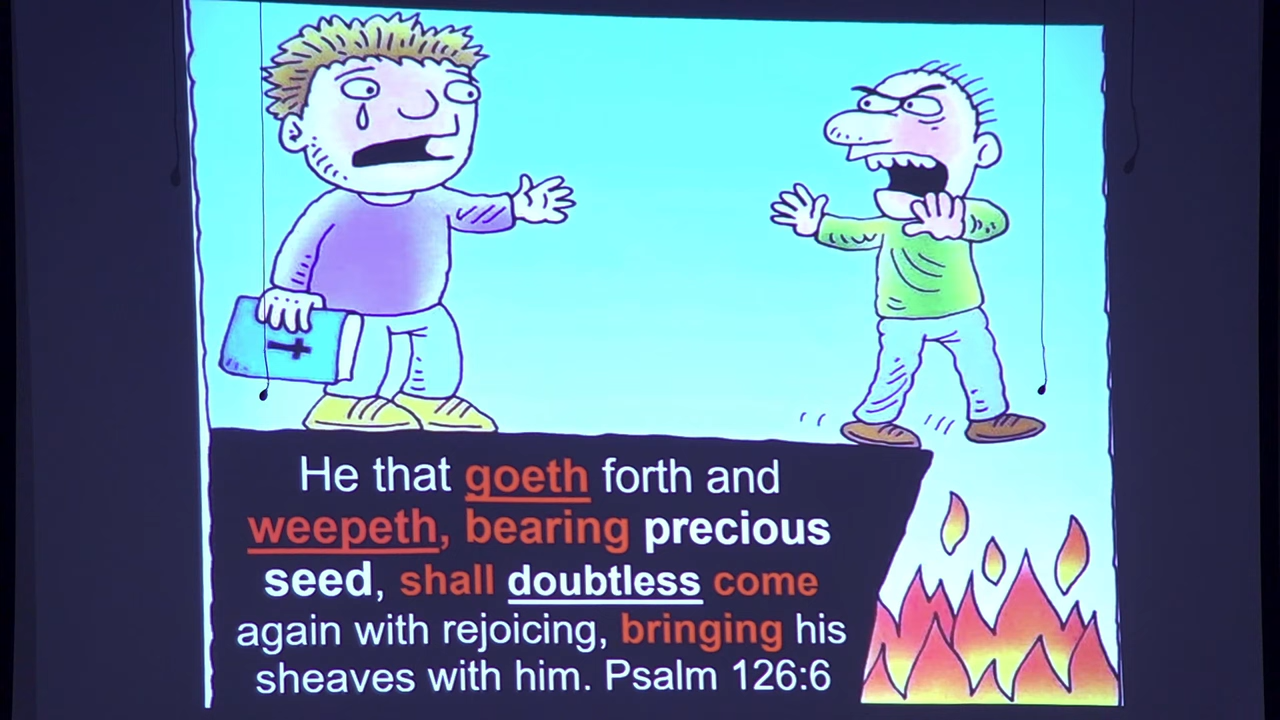 He that goeth forth and
weepeth, bearing precious
seed, shall doubtless come
again with rejoicing, bringing his
sheaves with him. Psalm 126:6